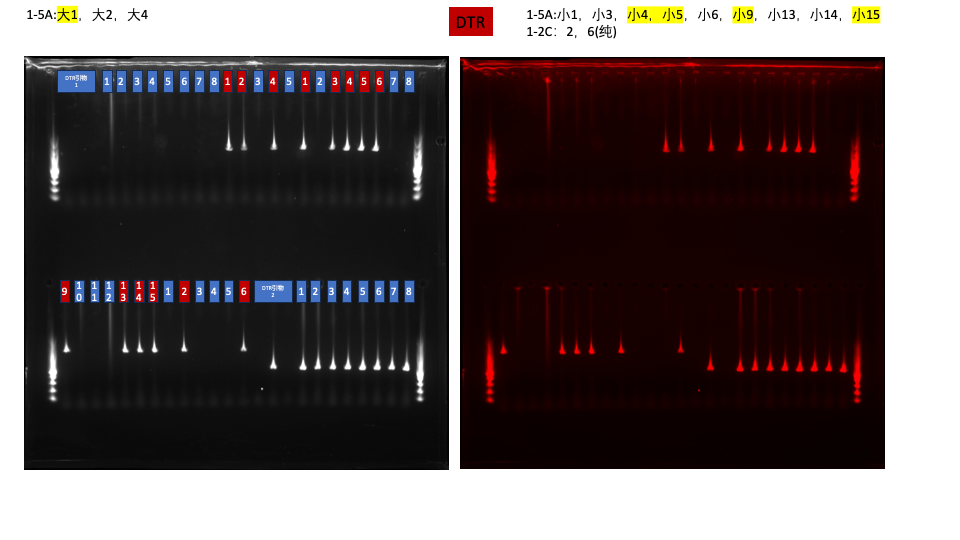 1-5A:大1，大2，大4
DTR
1-5A:小1，小3，小4，小5，小6，小9，小13，小14，小15
1-2C：2，6(纯)
DTR引物1 1 2 3 4 5 6 7 8 1 2 3 4 5 1 2 3 4 5 6 7 8
9 10 11 12 13 14 15 1 2 3 4 5 6 DTR引物2 1 2 3 4 5 6 7 8